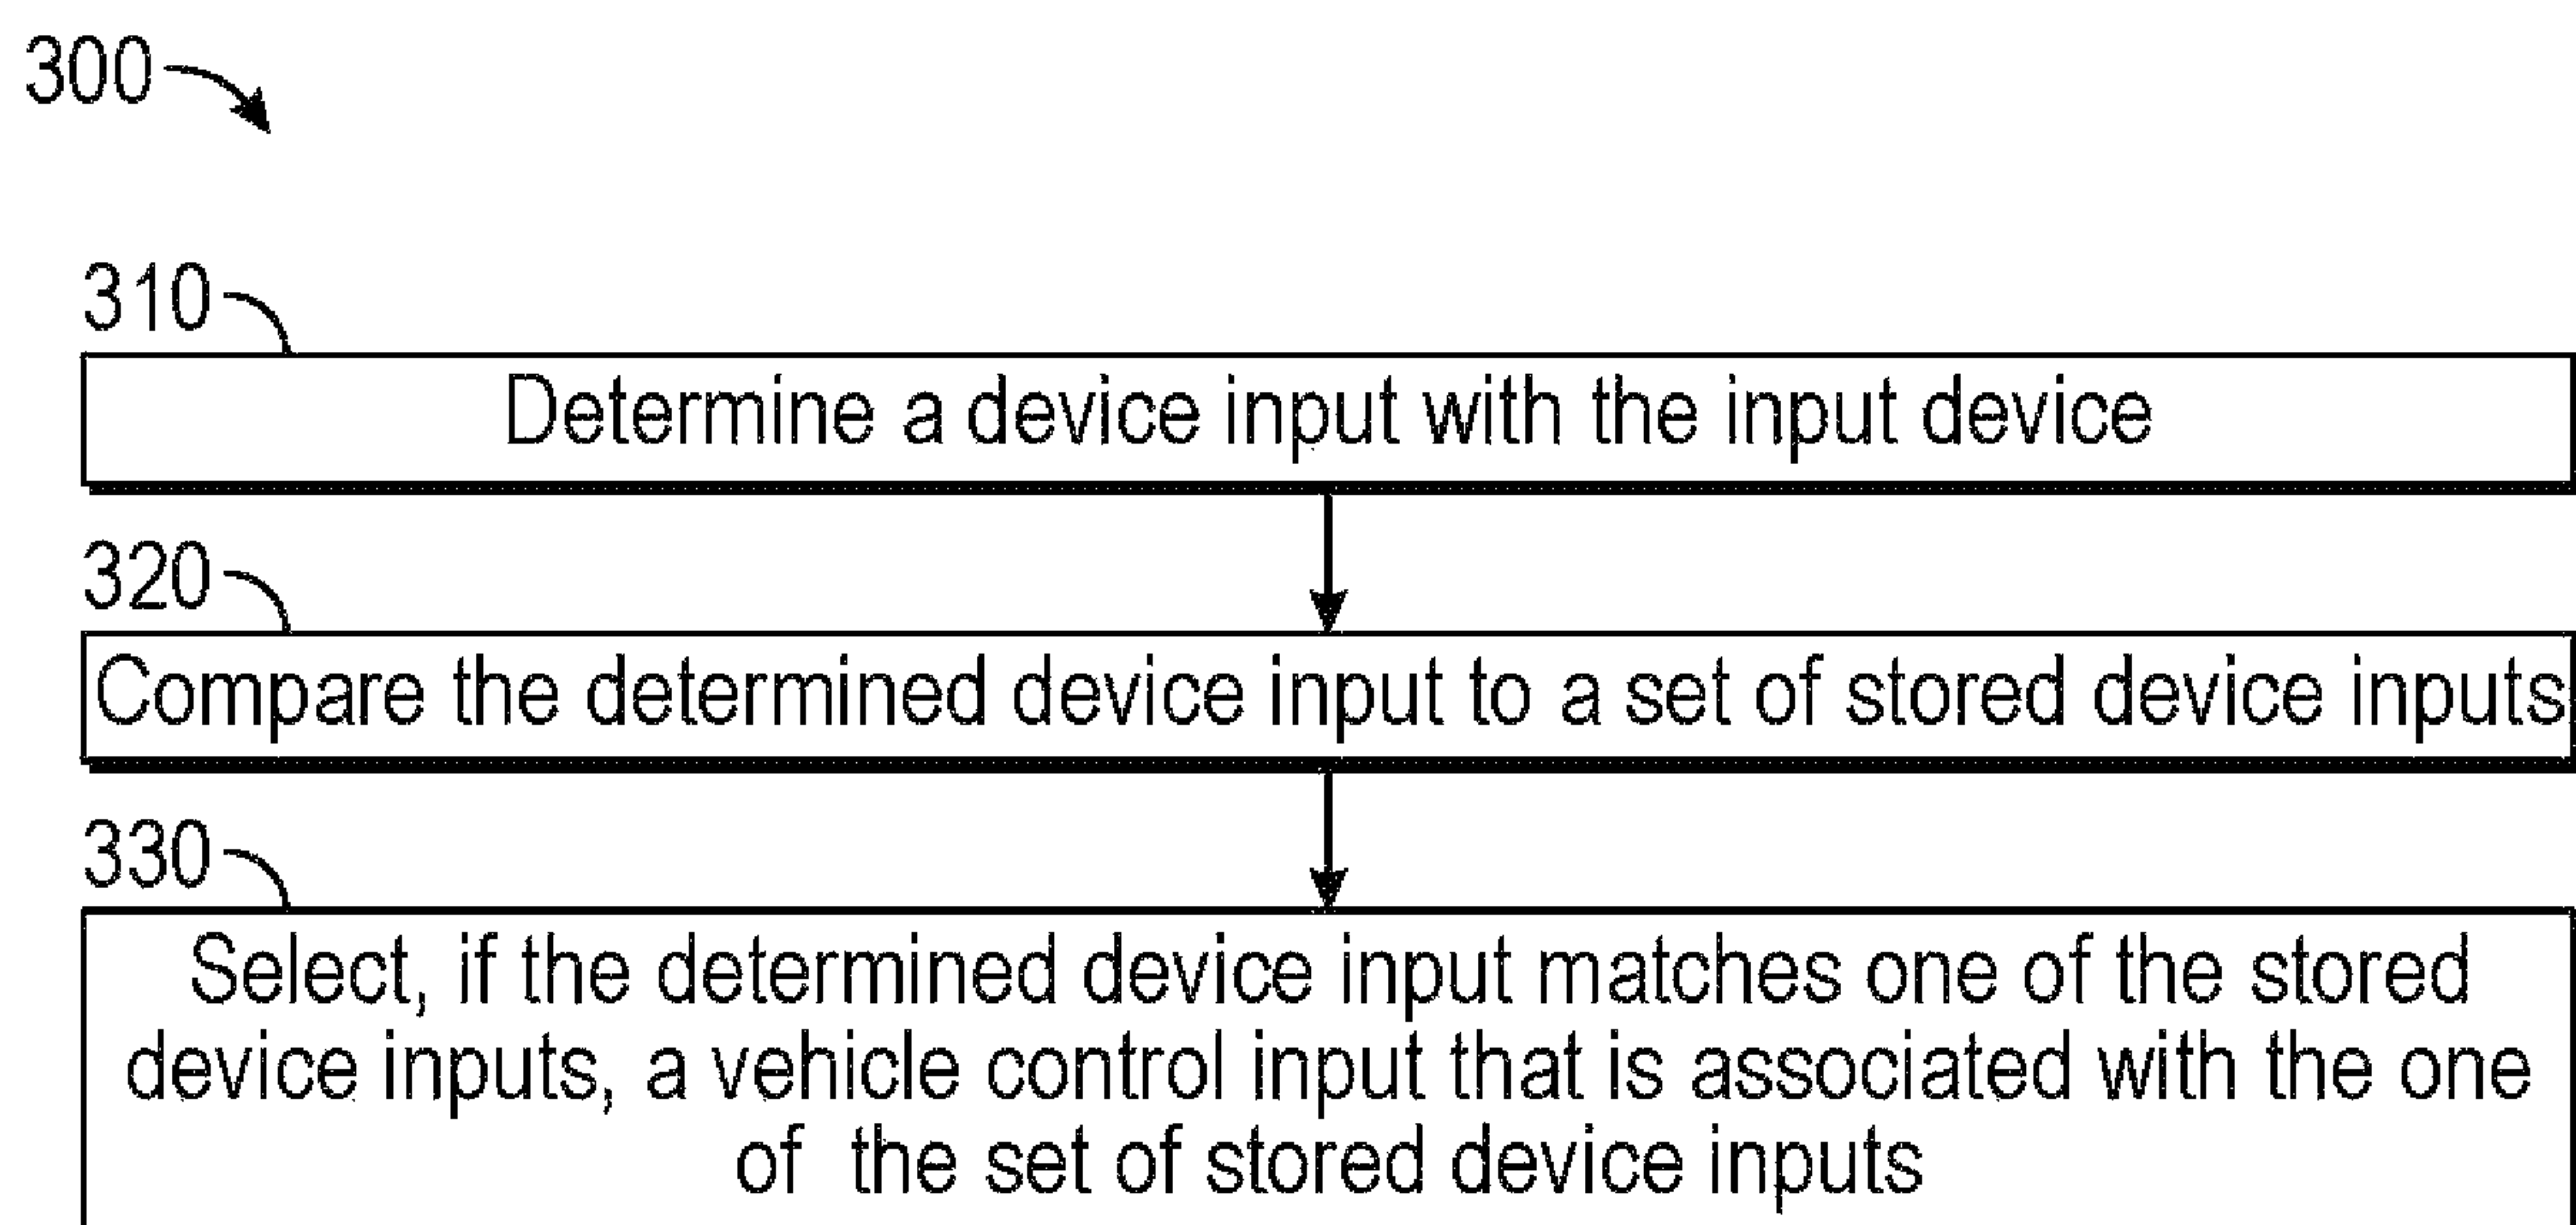 300
310
Determine a device input with the input device
320
Compare the determined device input to a set of stored device inputs
330
Select, if the determined device input matches one of the stored
device inputs, a vehicle control input that is associated with the one
of the set of stored device inputs